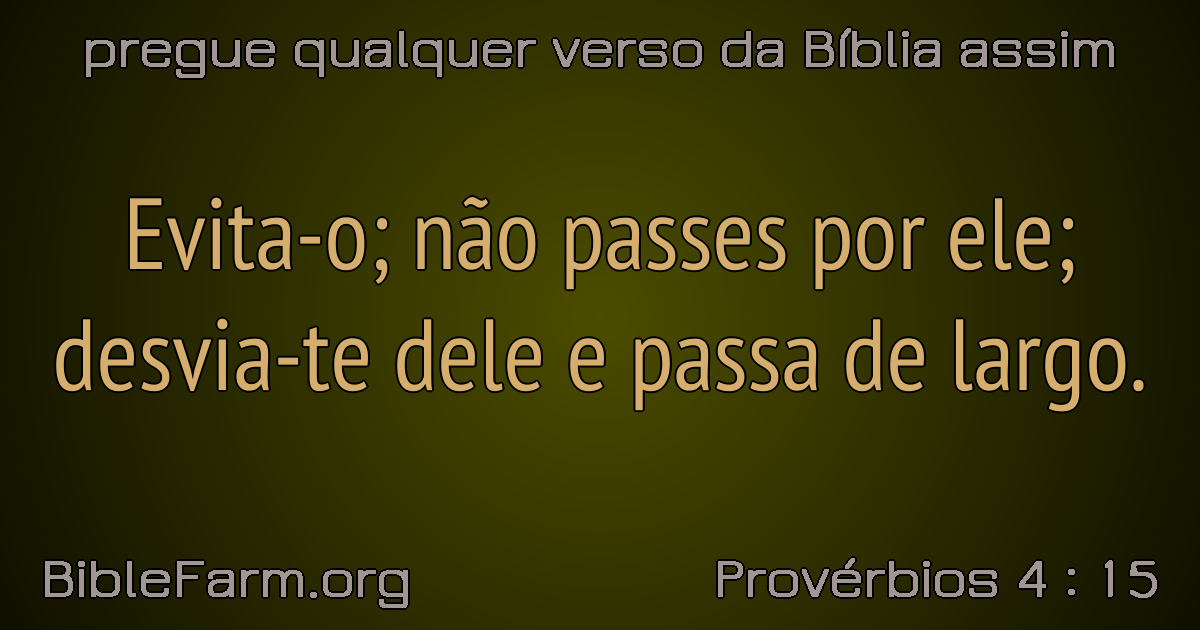 pregue qualquer verso da Bíblia assim
Evita-o; não passes por ele;
desvia-te dele e passa de largo.
BibleFarm.org
Provérbios 4 : 15